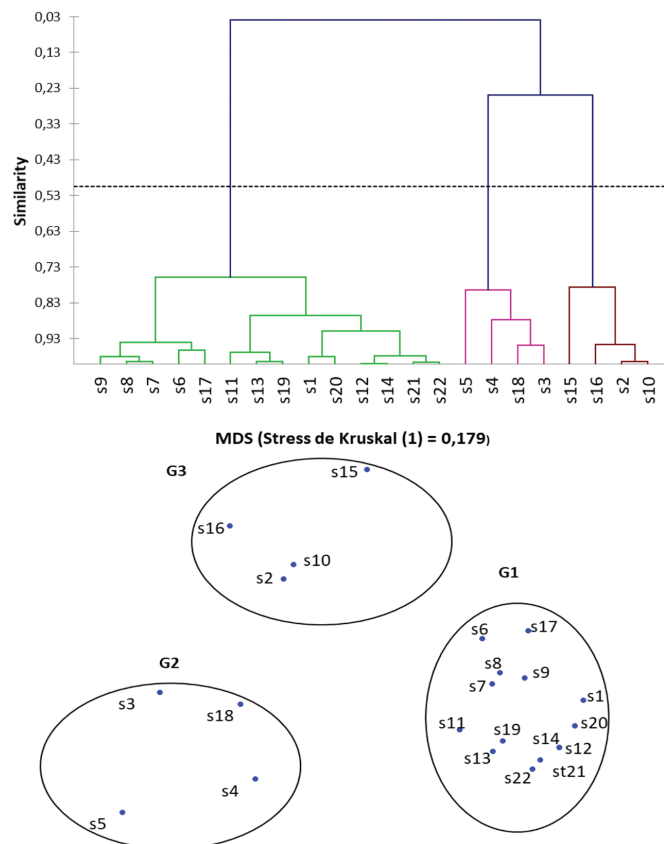 0,03
0,13
0,23
0,33
0,43
0,53
0,63
0,73
0,83
0,93
Similarity
s9 s8 s7 s6 s17 s11 s13 s19 s1 s20 s12 s14 s21 s22 s5 s4 s18 s3 s15 s16 s2 s10
MDS (Stress de Kruskal (1) = 0,179)
G3
s15
s16
s10
s2
G1
s6 s17
s8
s9
s7
s1
s11 s19 s20
s14
s13 s12
s22 st21
G2
s3
s18
s4
s5